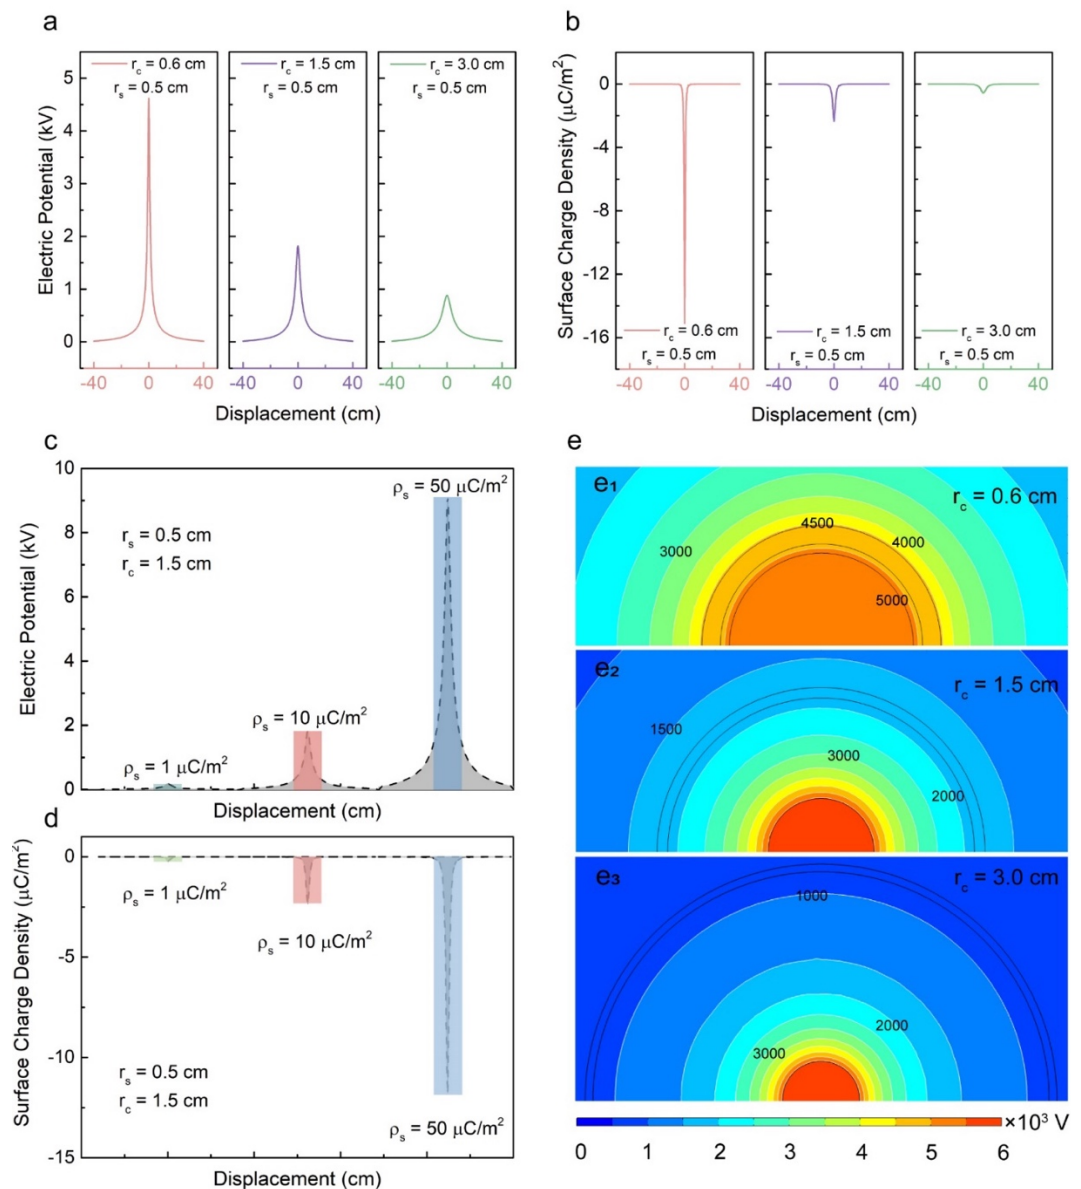 a
r_c = 0.6 cm
r_s = 0.5 cm
r_c = 1.5 cm
r_s = 0.5 cm
r_c = 3.0 cm
r_s = 0.5 cm
Electric Potential (kV)
5
4
3
2
1
0
-40 0 40
-40 0 40
-40 0 40
Displacement (cm)
b
Surface Charge Density (μC/m²)
0
-4
-8
-12
-16
r_c = 0.6 cm
r_s = 0.5 cm
r_c = 1.5 cm
r_s = 0.5 cm
r_c = 3.0 cm
r_s = 0.5 cm
-40 0 40
-40 0 40
-40 0 40
Displacement (cm)
c
Electric Potential (kV)
10
8
6
4
2
0
r_s = 0.5 cm
r_c = 1.5 cm
ρ_s = 50 μC/m²
ρ_s = 10 μC/m²
ρ_s = 1 μC/m²
Displacement (cm)
d
Surface Charge Density (μC/m²)
0
-5
-10
-15
ρ_s = 1 μC/m²
ρ_s = 10 μC/m²
r_s = 0.5 cm
r_c = 1.5 cm
ρ_s = 50 μC/m²
Displacement (cm)
e
e₁
r_c = 0.6 cm
4500
4000
3000
5000
e₂
r_c = 1.5 cm
1500
3000
2000
e₃
r_c = 3.0 cm
1000
2000
3000
×10³ V
0 1 2 3 4 5 6